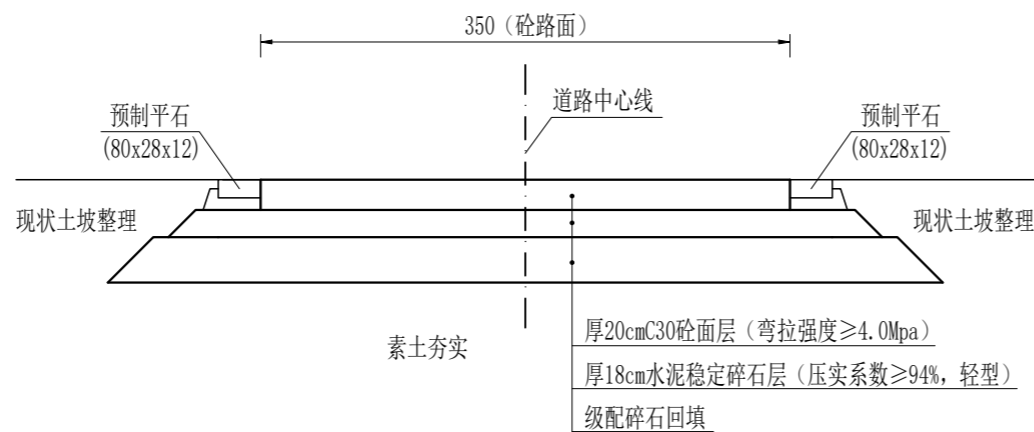 350（砼路面）
道路中心线
预制平石
(80x28x12)
预制平石
(80x28x12)
现状土坡整理
现状土坡整理
素土夯实
厚20cmC30砼面层（弯拉强度≥4.0Mpa）
厚18cm水泥稳定碎石层（压实系数≥94%，轻型）
级配碎石回填